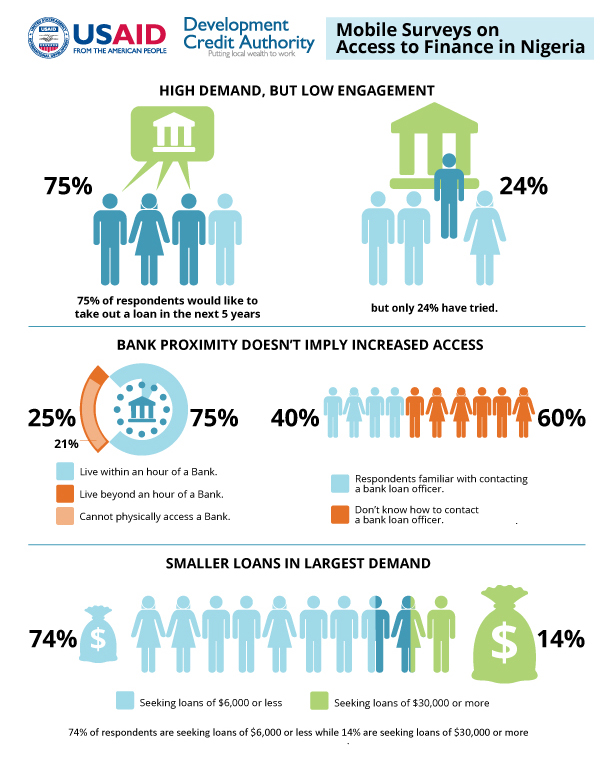 USAID
USAID
FROM THE AMERICAN PEOPLE
Development
Credit Authority
Putting local wealth to work
Mobile Surveys on
Access to Finance in Nigeria
HIGH DEMAND, BUT LOW ENGAGEMENT
75%
24%
75% of respondents would like to
take out a loan in the next 5 years
but only 24% have tried.
BANK PROXIMITY DOESN'T IMPLY INCREASED ACCESS
25%
75%
21%
40%
60%
Live within an hour of a Bank.
Live beyond an hour of a Bank.
Cannot physically access a Bank.
Respondents familiar with contacting
a bank loan officer.
Don't know how to contact
a bank loan officer.
SMALLER LOANS IN LARGEST DEMAND
74%
$
$
14%
Seeking loans of $6,000 or less
Seeking loans of $30,000 or more
74% of respondents are seeking loans of $6,000 or less while 14% are seeking loans of $30,000 or more